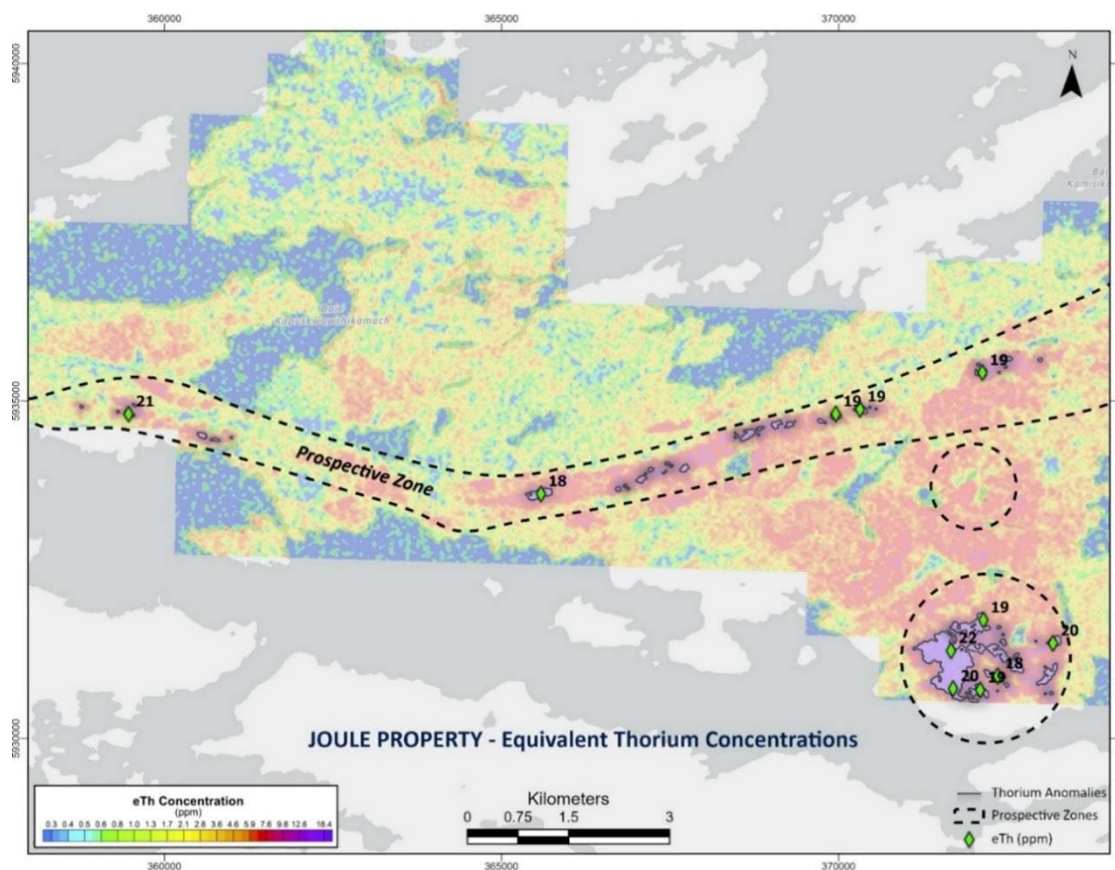 360000
365000
370000
5940000
5935000
5930000
N
Kamisik
Kapuskwawchikamach
21
19
19
19
Prospective Zone
18
19
20
22
18
20
19
JOULE PROPERTY - Equivalent Thorium Concentrations
eTh Concentration
(ppm)
0.3 0.4 0.5 0.6 0.8 1.0 1.3 1.7 2.1 2.8 3.6 4.6 5.9 7.6 9.8 12.6 18.4
Kilometers
0 0.75 1.5 3
Thorium Anomalies
Prospective Zones
eTh (ppm)
360000
365000
370000